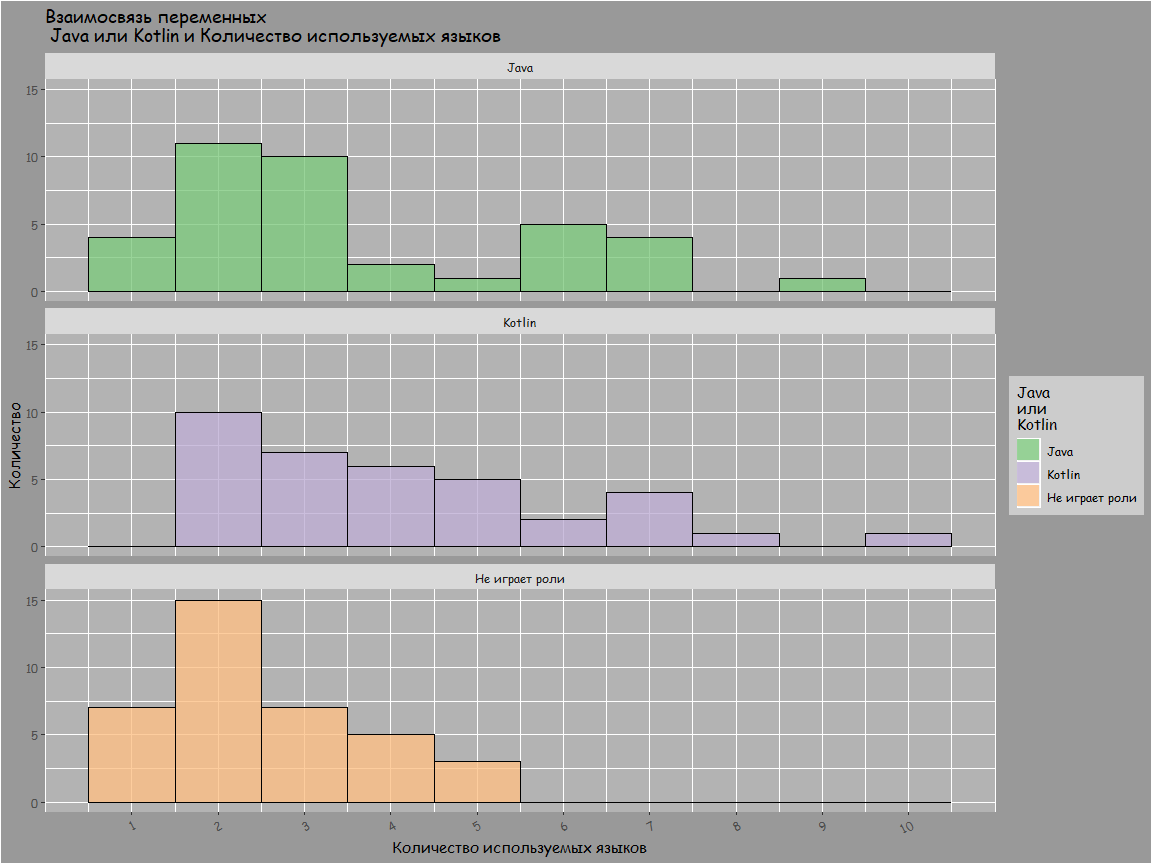 Взаимосвязь переменных
Java или Kotlin и Количество используемых языков
Java
15
10
5
0
Kotlin
15
10
5
0
Не играет роли
15
10
5
0
1 2 3 4 5 6 7 8 9 10
Количество используемых языков
Количество
Java
или
Kotlin
Java
Kotlin
Не играет роли